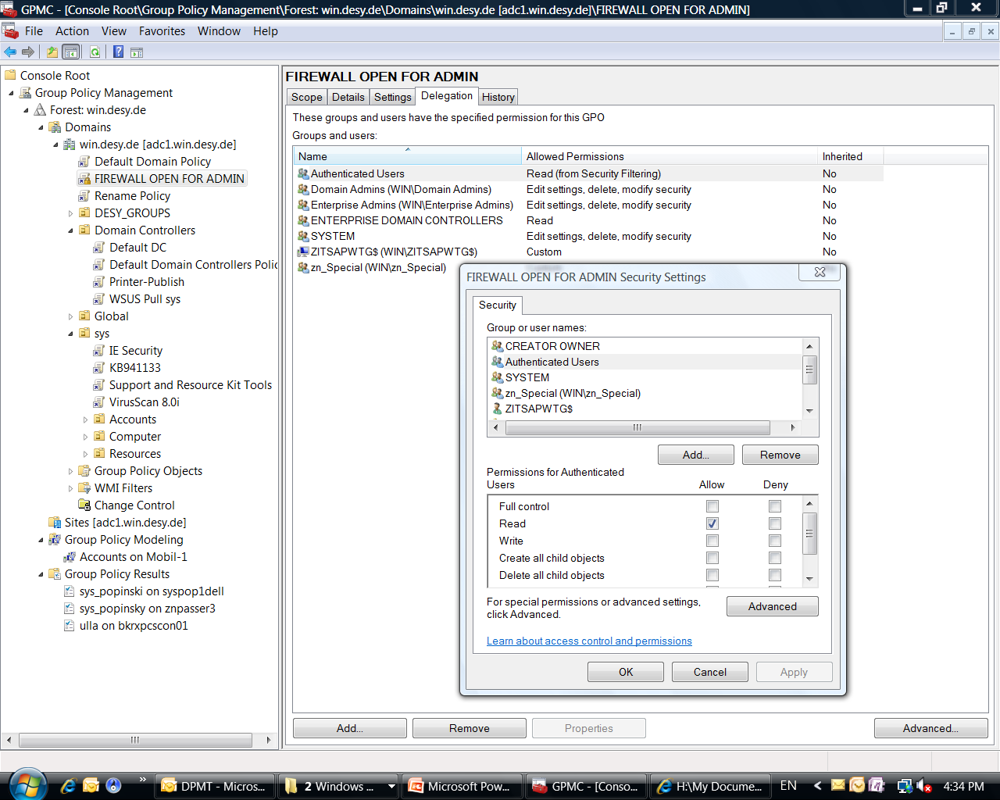 GPMC - [Console Root\Group Policy Management\Forest: win.desy.de\Domains\win.desy.de [adc1.win.desy.de]\FIREWALL OPEN FOR ADMIN]
File Action View Favorites Window Help
Console Root
Group Policy Management
Forest: win.desy.de
Domains
win.desy.de [adc1.win.desy.de]
Default Domain Policy
FIREWALL OPEN FOR ADMIN
Rename Policy
DESY_GROUPS
Domain Controllers
Default DC
Default Domain Controllers Polic
Printer-Publish
WSUS Pull sys
Global
sys
IE Security
KB941133
Support and Resource Kit Tools
VirusScan 8.0i
Accounts
Computer
Resources
Group Policy Objects
WMI Filters
Change Control
Sites [adc1.win.desy.de]
Group Policy Modeling
Accounts on Mobil-1
Group Policy Results
sys_popinski on syspop1dell
sys_popinsky on znpasser3
ulla on bkrxpcscon01
FIREWALL OPEN FOR ADMIN
Scope Details Settings Delegation History
These groups and users have the specified permission for this GPO
Groups and users:
Name Allowed Permissions Inherited
Authenticated Users Read (from Security Filtering) No
Domain Admins (WIN\Domain Admins) Edit settings, delete, modify security No
Enterprise Admins (WIN\Enterprise Admins) Edit settings, delete, modify security No
ENTERPRISE DOMAIN CONTROLLERS Read No
SYSTEM Edit settings, delete, modify security No
ZITSAPWTG$ (WIN\ZITSAPWTG$) Custom No
zn_Special (WIN\zn_Special)
FIREWALL OPEN FOR ADMIN Security Settings
Security
Group or user names:
CREATOR OWNER
Authenticated Users
SYSTEM
zn_Special (WIN\zn_Special)
ZITSAPWTG$
Add... Remove
Permissions for Authenticated
Users Allow Deny
Full control
Read
Write
Create all child objects
Delete all child objects
For special permissions or advanced settings,
click Advanced.
Advanced
Learn about access control and permissions
OK Cancel Apply
Add... Remove Properties Advanced...
DPMT - Micros... 2 Windows ... Microsoft Pow... GPMC - [Conso... H:\My Docume... EN 4:34 PM